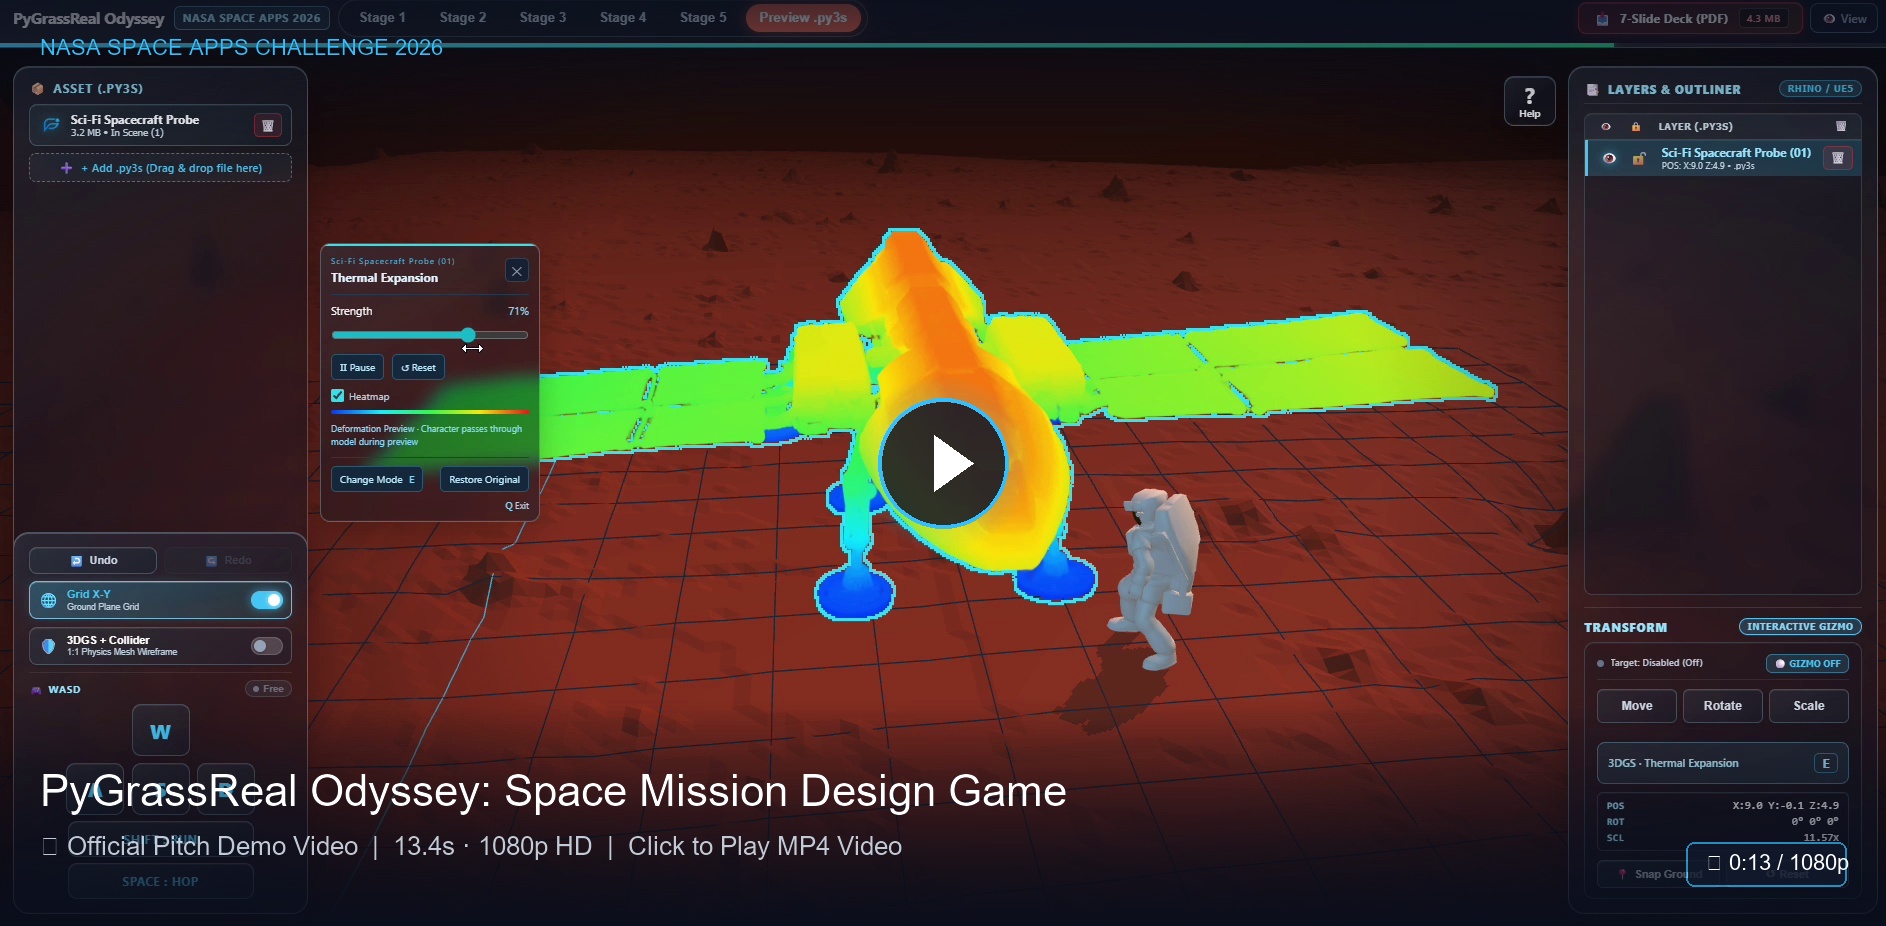 PyGrassReal Odyssey
NASA SPACE APPS 2026
Stage 1
Stage 2
Stage 3
Stage 4
Stage 5
Preview .py3s
7-Slide Deck (PDF)
4.3 MB
View
NASA SPACE APPS CHALLENGE 2026
ASSET (.PY3S)
Sci-Fi Spacecraft Probe
3.2 MB • In Scene (1)
+ Add .py3s (Drag & drop file here)
?
Help
LAYERS & OUTLINER
RHINO / UE5
LAYER (.PY3S)
Sci-Fi Spacecraft Probe (01)
POS: X:9.0 Z:4.9 • .py3s
Sci-Fi Spacecraft Probe (01)
Thermal Expansion
Strength
71%
Pause
Reset
Heatmap
Deformation Preview · Character passes through
model during preview
Change Mode E
Restore Original
Q Exit
Undo
Redo
Grid X-Y
Ground Plane Grid
3DGS + Collider
1:1 Physics Mesh Wireframe
WASD
Free
W
TRANSFORM
INTERACTIVE GIZMO
Target: Disabled (Off)
GIZMO OFF
Move
Rotate
Scale
3DGS · Thermal Expansion
E
POS X:9.0 Y:-0.1 Z:4.9
ROT 0° 0° 0°
SCL 11.57x
Snap Ground
Reset
PyGrassReal Odyssey: Space Mission Design Game
Official Pitch Demo Video | 13.4s · 1080p HD | Click to Play MP4 Video
SPACE : HOP
0:13 / 1080p